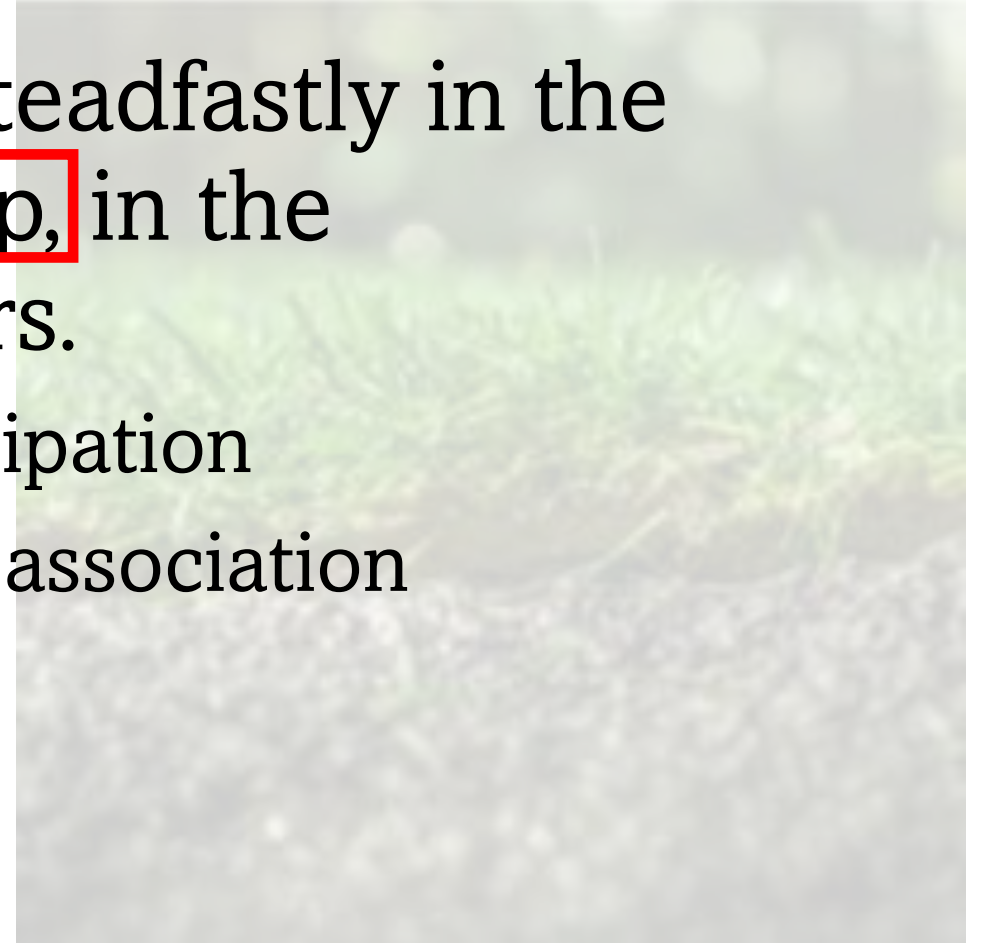 teadfastly in the
p, in the
rs.
ipation
association